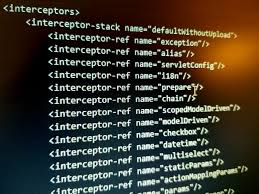 <interceptors>
<interceptor-stack name="defaultWithoutUpload">
<interceptor-ref name="exception"/>
<interceptor-ref name="alias"/>
<interceptor-ref name="servletConfig"/>
<interceptor-ref name="i18n"/>
<interceptor-ref name="prepare"/>
<interceptor-ref name="chain"/>
<interceptor-ref name="scopedModelDriven"/>
<interceptor-ref name="modelDriven"/>
<interceptor-ref name="checkbox"/>
<interceptor-ref name="datetime"/>
<interceptor-ref name="multiselect"/>
<interceptor-ref name="staticParams"/>
<interceptor-ref name="actionMappingParams"/>
<interceptor-ref name="params">